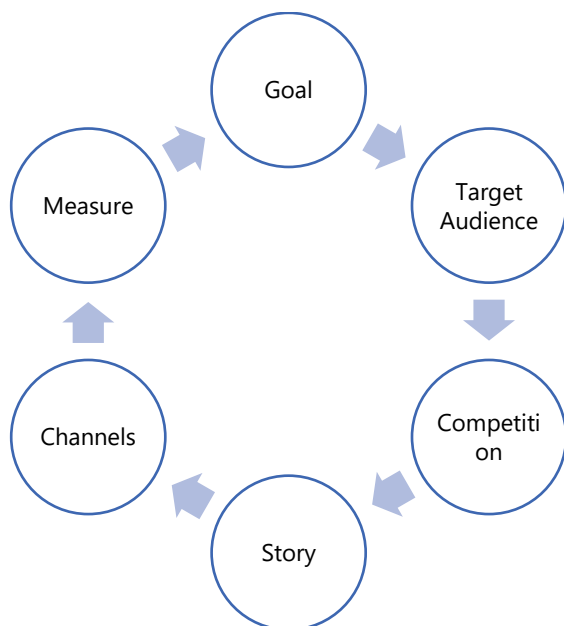 Goal
Target
Audience
Competiti
on
Story
Channels
Measure